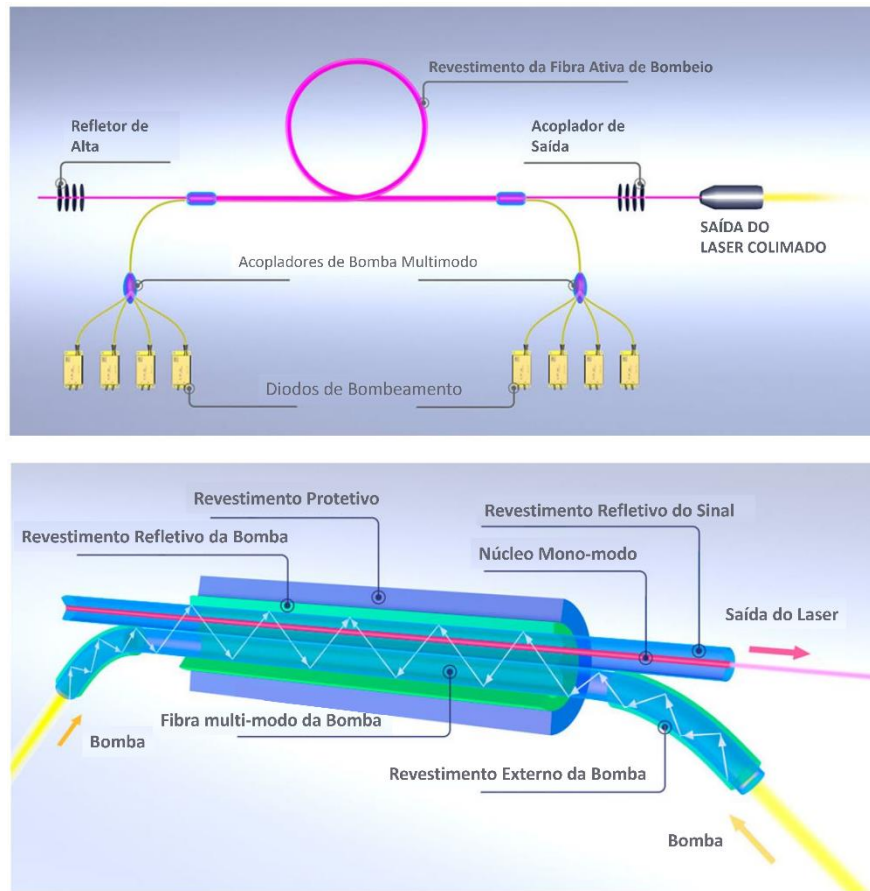 Revestimento da Fibra Ativa de Bombeio
Refletor de
Alta
Acoplador de
Saída
SAÍDA DO
LASER COLIMADO
Acopladores de Bomba Multimodo
Diodos de Bombeamento
Revestimento Protetivo
Revestimento Refletivo do Sinal
Revestimento Refletivo da Bomba
Núcleo Mono-modo
Saída do Laser
Fibra multi-modo da Bomba
Bomba
Revestimento Externo da Bomba
Bomba